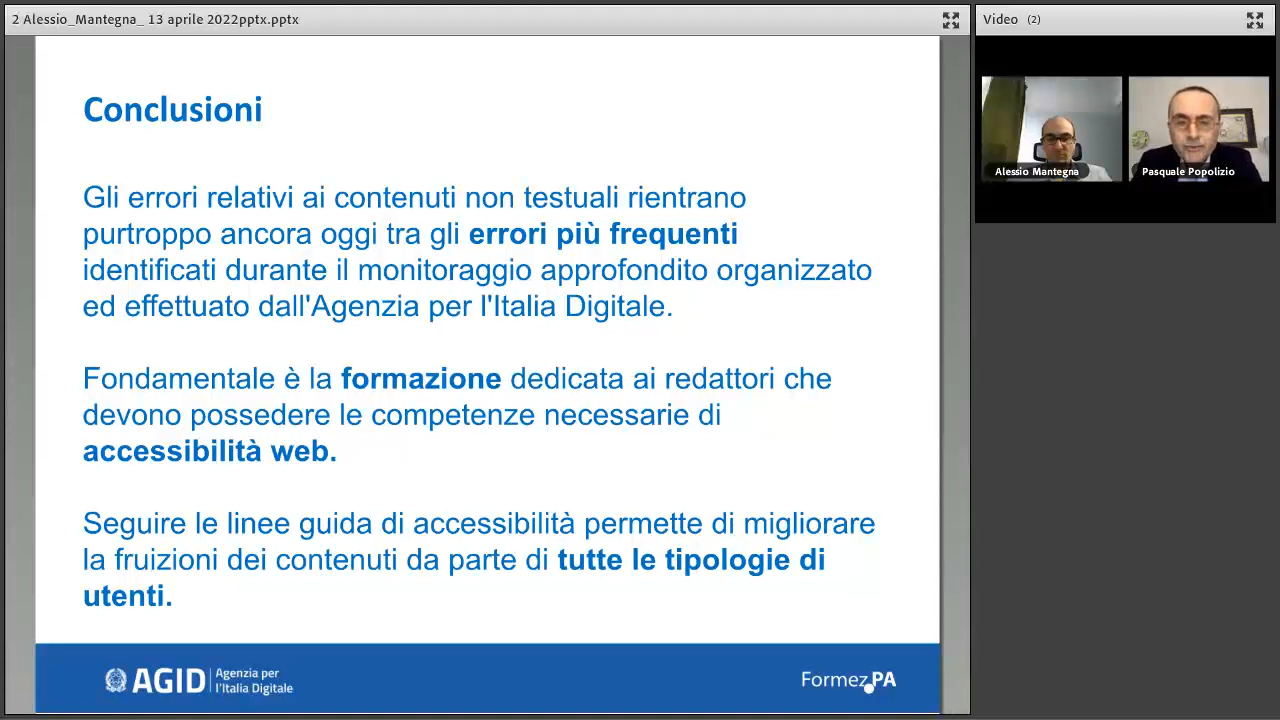 2 Alessio_Mantegna_ 13 aprile 2022pptx.pptx
Video (2)
Alessio Mantegna
Pasquale Popolizio
Conclusioni
Gli errori relativi ai contenuti non testuali rientrano
purtroppo ancora oggi tra gli errori più frequenti
identificati durante il monitoraggio approfondito organizzato
ed effettuato dall'Agenzia per l'Italia Digitale.
Fondamentale è la formazione dedicata ai redattori che
devono possedere le competenze necessarie di
accessibilità web.
Seguire le linee guida di accessibilità permette di migliorare
la fruizioni dei contenuti da parte di tutte le tipologie di
utenti.
AGID Agenzia per
l'Italia Digitale
FormezPA